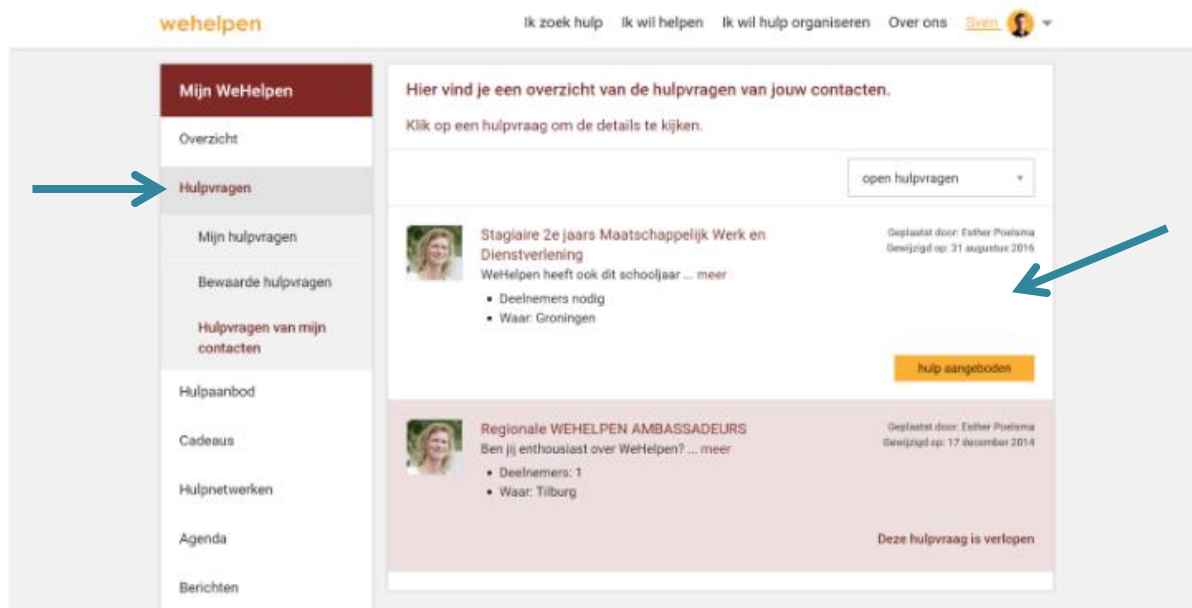 wehelpen
Ik zoek hulp Ik wil helpen Ik wil hulp organiseren Over ons Sven
Mijn WeHelpen
Overzicht
Hulpvragen
Mijn hulpvragen
Bewaarde hulpvragen
Hulpvragen van mijn
contacten
Hulpaanbod
Cadeaus
Hulpnetwerken
Agenda
Berichten
Hier vind je een overzicht van de hulpvragen van jouw contacten.
Klik op een hulpvraag om de details te kijken.
open hulpvragen
Stagiaire 2e jaars Maatschappelijk Werk en
Dienstverlening
WeHelpen heeft ook dit schooljaar ... meer
• Deelnemers nodig
• Waar: Groningen
Geplaatst door: Esther Poelsma
Gewijzigd op: 31 augustus 2016
hulp aangeboden
Regionale WEHELPEN AMBASSADEURS
Ben jij enthousiast over WeHelpen? ... meer
• Deelnemers: 1
• Waar: Tilburg
Geplaatst door: Esther Poelsma
Gewijzigd op: 17 december 2014
Deze hulpvraag is verlopen